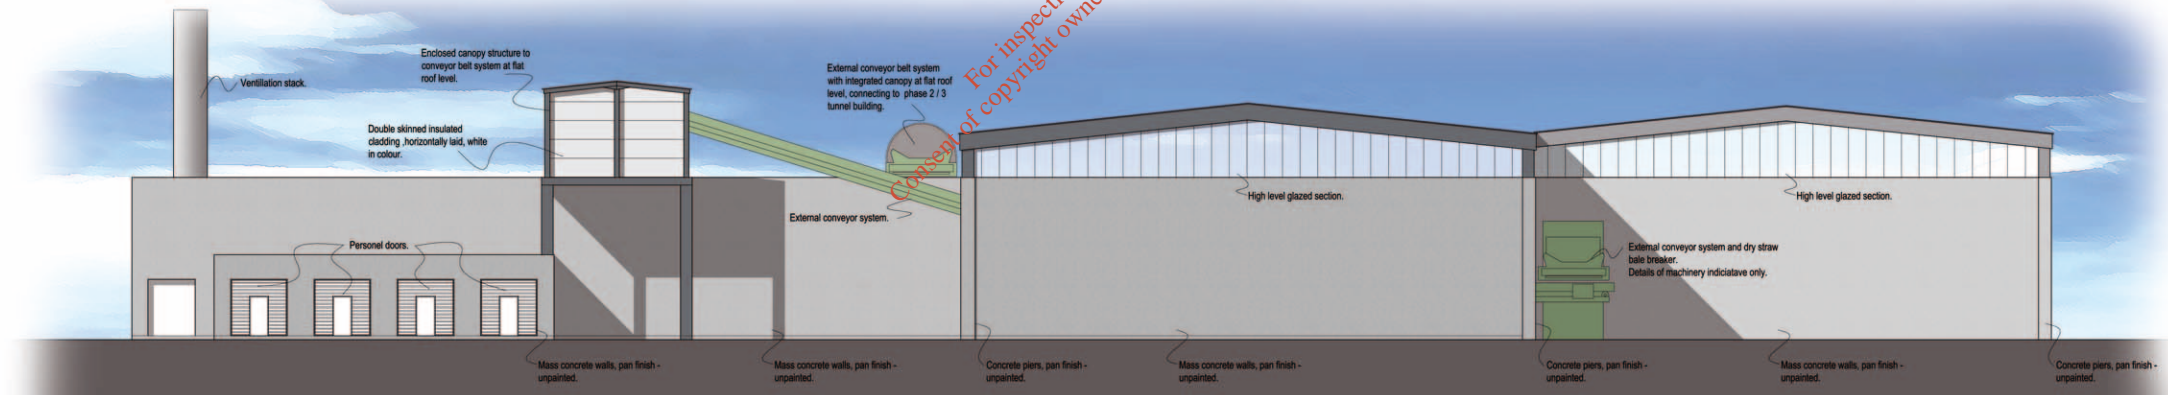 Ventillation stack.
Enclosed canopy structure to
conveyor belt system at flat
roof level.
Double skinned insulated
cladding ,horizontally laid, white
in colour.
External conveyor belt system
with integrated canopy at flat roof
level, connecting to phase 2 / 3
tunnel building.
For inspecti
Consent of copyright owne
External conveyor system.
High level glazed section.
High level glazed section.
Personel doors.
External conveyor system and dry straw
bale breaker.
Details of machinery indiciatave only.
Mass concrete walls, pan finish -
unpainted.
Mass concrete walls, pan finish -
unpainted.
Concrete piers, pan finish -
unpainted.
Mass concrete walls, pan finish -
unpainted.
Concrete piers, pan finish -
unpainted.
Mass concrete walls, pan finish -
unpainted.
Concrete piers, pan finish -
unpainted.